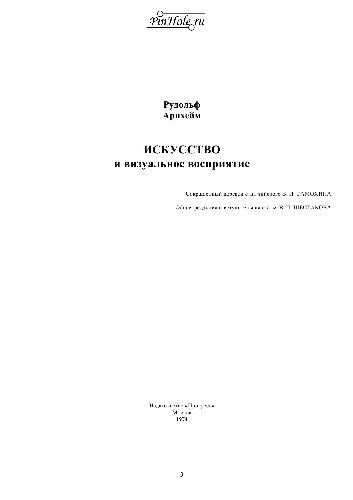 PinHole.ru
Рудольф
Арнхейм
ИСКУССТВО
и визуальное восприятие
Сокращенный перевод с английского В. Н. САМОХИНА
Общая редакция и вступительная статья В. П. ШЕСТАКОВА
Издательство «Прогресс»
Москва
1974
3